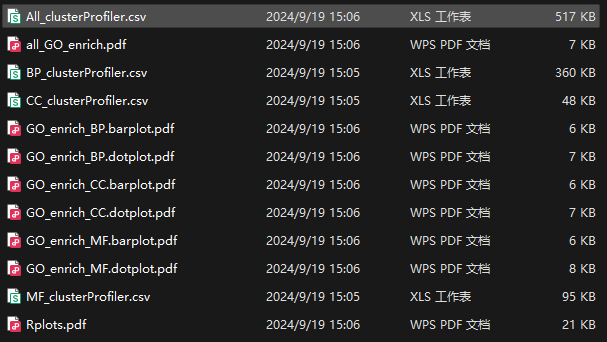 All_clusterProfiler.csv 2024/9/19 15:06 XLS 工作表 517 KB
all_GO_enrich.pdf 2024/9/19 15:06 WPS PDF 文档 7 KB
BP_clusterProfiler.csv 2024/9/19 15:05 XLS 工作表 360 KB
CC_clusterProfiler.csv 2024/9/19 15:05 XLS 工作表 48 KB
GO_enrich_BP.barplot.pdf 2024/9/19 15:06 WPS PDF 文档 6 KB
GO_enrich_BP.dotplot.pdf 2024/9/19 15:06 WPS PDF 文档 7 KB
GO_enrich_CC.barplot.pdf 2024/9/19 15:06 WPS PDF 文档 6 KB
GO_enrich_CC.dotplot.pdf 2024/9/19 15:06 WPS PDF 文档 7 KB
GO_enrich_MF.barplot.pdf 2024/9/19 15:06 WPS PDF 文档 6 KB
GO_enrich_MF.dotplot.pdf 2024/9/19 15:06 WPS PDF 文档 8 KB
MF_clusterProfiler.csv 2024/9/19 15:05 XLS 工作表 95 KB
Rplots.pdf 2024/9/19 15:06 WPS PDF 文档 21 KB